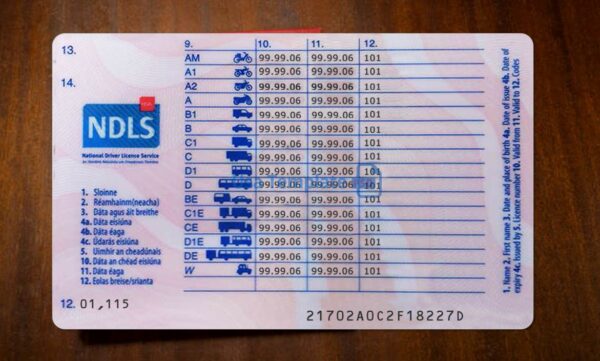 13.
14.
9. 10. 11. 12.
AM 99.99.06 99.99.06 101
A1 99.99.06 99.99.06 101
A2 99.99.06 99.99.06 101
A 99.99.06 99.99.06 101
B1 99.99.06 99.99.06 101
B 99.99.06 99.99.06 101
C1 99.99.06 99.99.06 101
C 99.99.06 99.99.06 101
D1 99.99.06 99.99.06 101
D 99.99.06 99.99.06 101
BE 99.99.06 99.99.06 101
C1E 99.99.06 99.99.06 101
CE 99.99.06 99.99.06 101
D1E 99.99.06 99.99.06 101
DE 99.99.06 99.99.06 101
W 99.99.06 99.99.06 101
NDLS
National Driver Licence Service
1. Sloinne
2. Réamhainm(neacha)
3. Dáta agus áit breithe
4a. Dáta eisiúna
4b. Dáta éaga
4c. Údarás eisiúna
5. Uimhir an cheadúnais
10. Dáta an chéad eisiúna
11. Dáta éaga
12. Eolas breise/srianta
12. 01,115
21702AOC2F18227D
1. Name 2. First name 3. Date and place of birth 4a. Date of issue 4b. Date of
expiry 4c. Issued by 5. Licence number 10. Valid from 11. Valid to 12. Codes